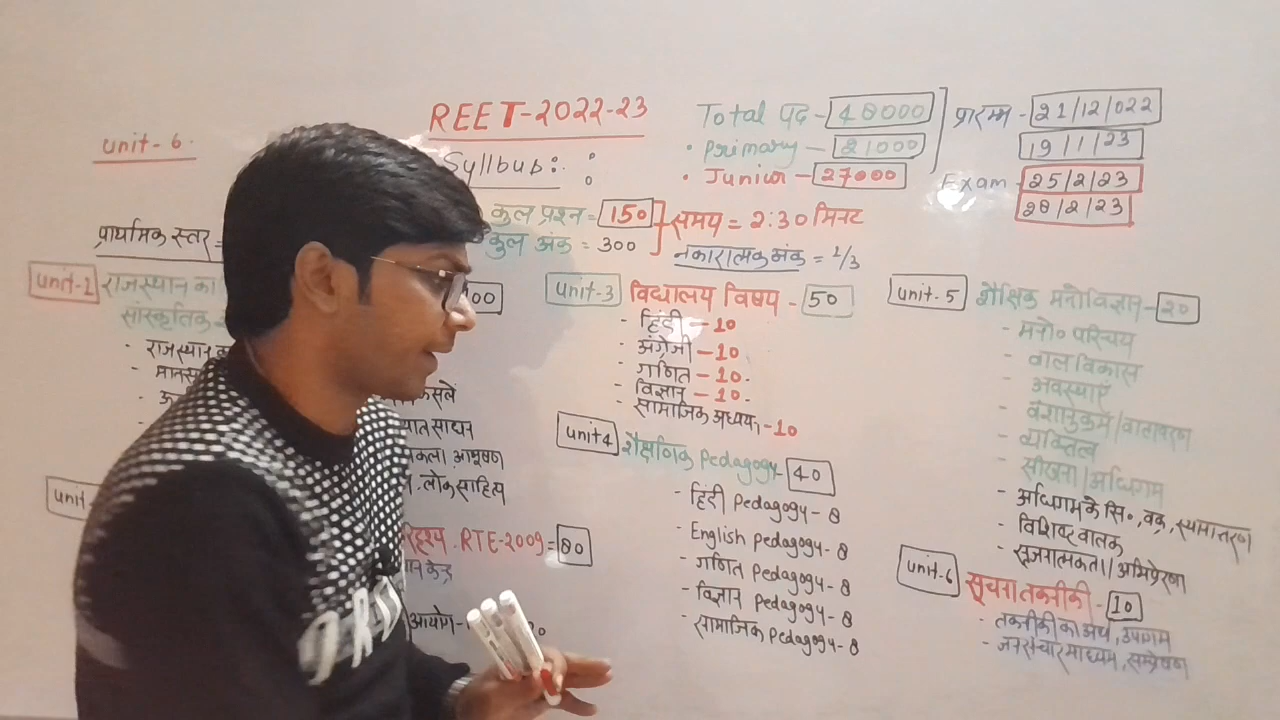 REET-2022-23
unit-6.
Syllbus:
Total पद - 48000
• Primary - 21000
• Junior - 27000
प्रारम्भ - 21/12/022
19/1/23
Exam - 25/2/23
28/2/23
कुल प्रश्न = 150
कुल अंक = 300
समय = 2:30 मिनट
नकारात्मक अंक = 1/3
प्राथमिक स्तर =
राजस्थान का
सांस्कृतिक
- राजस्थान
00
आभूषण
लोक साहित्य
RTE-2009 = 80
केन्द्र
आयोग -
unit-3 विद्यालय विषय - 50
- हिंदी - 10
- अंग्रेजी - 10
- गणित - 10.
- विज्ञान - 10.
- सामाजिक अध्ययन - 10
unit 4 शैक्षणिक Pedagogy - 40
- हिंदी Pedagogy - 8
- English Pedagogy - 8
- गणित Pedagogy - 8
- विज्ञान Pedagogy - 8
- सामाजिक Pedagogy - 8
unit-5 शैक्षिक मनोविज्ञान - 20
- मनो० परिचय
- बाल विकास
- अवस्थाएँ
- वंशानुक्रम/वातावरण
- व्यक्तित्व
- सीखना/अधिगम
- अधिगम के सि०, वक्र, स्थानान्तरण
- विशिष्ट बालक
- सृजनात्मकता/अभिप्रेरणा
unit-6 सूचना तकनीकी - 10
- तकनीकी का अर्थ, उपागम
- जनसंचार माध्यम, सम्प्रेषण